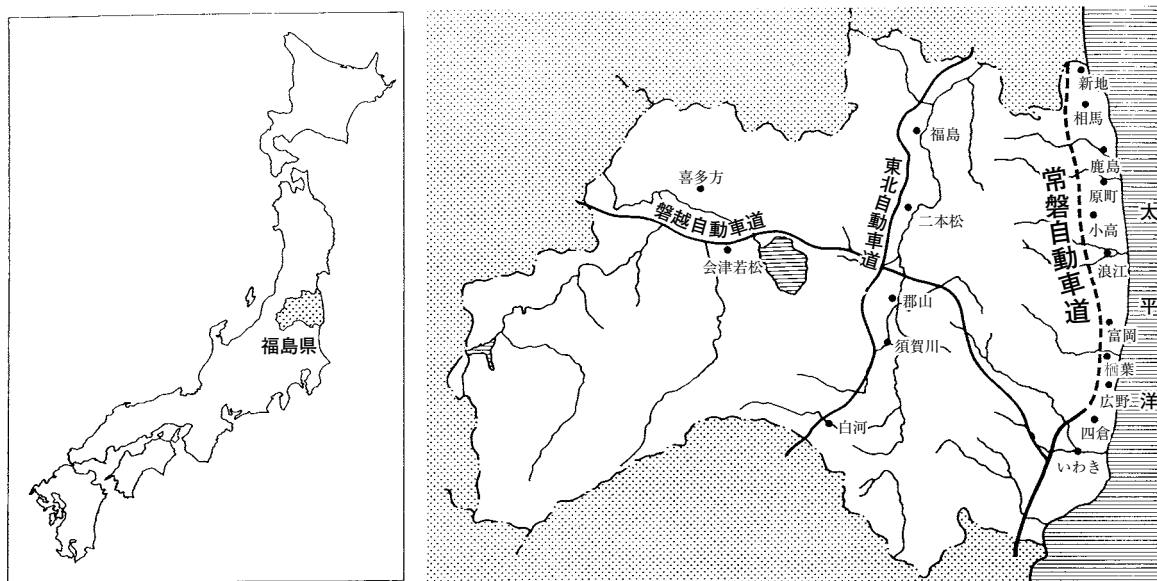 福島県
新地
相馬
福島
鹿島
原町
喜多方
東北自動車道
常磐自動車道
太平洋
二本松
小高
磐越自動車道
会津若松
浪江
郡山
富岡
須賀川
楢葉
広野
白河
四倉
いわき